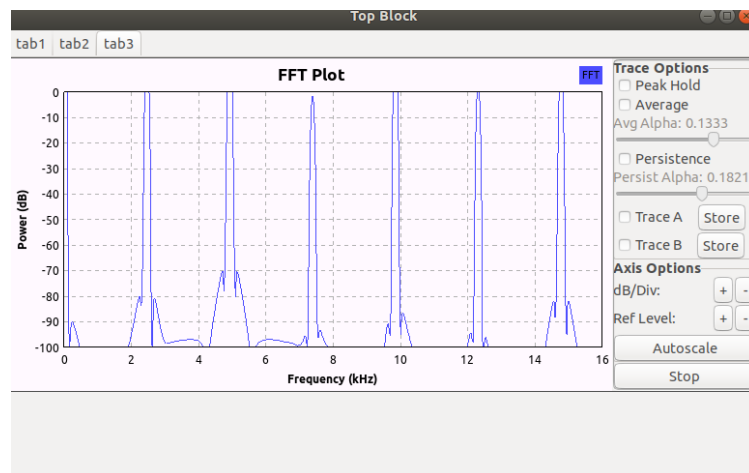 Top Block
tab1 tab2 tab3
FFT Plot
FFT
Power (dB)
0
-10
-20
-30
-40
-50
-60
-70
-80
-90
-100
0 2 4 6 8 10 12 14 16
Frequency (kHz)
Trace Options
Peak Hold
Average
Avg Alpha: 0.1333
Persistence
Persist Alpha: 0.1821
Trace A Store
Trace B Store
Axis Options
dB/Div: + -
Ref Level: + -
Autoscale
Stop